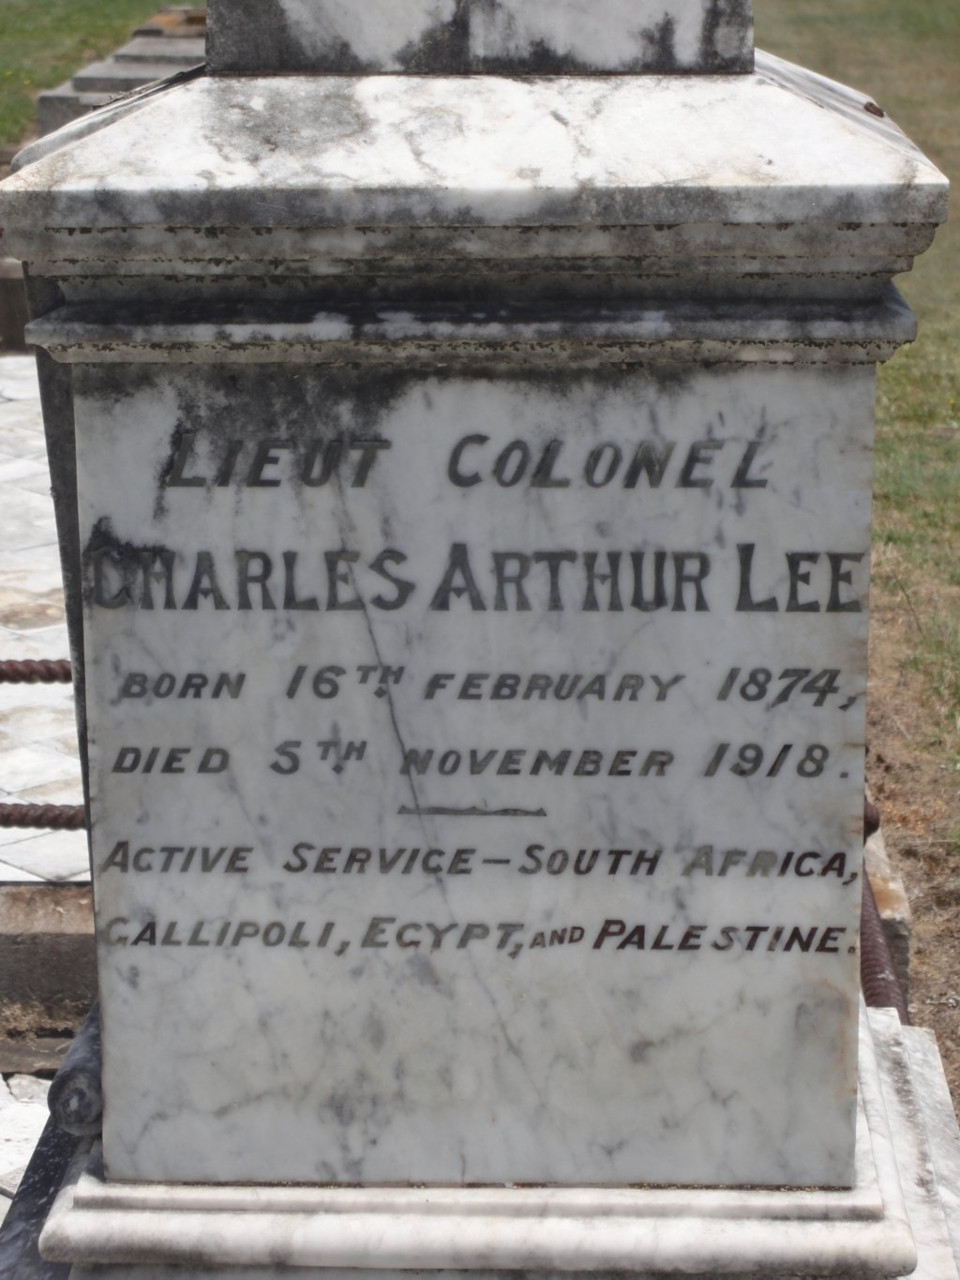 LIEUT COLONEL
CHARLES ARTHUR LEE
BORN 16TH FEBRUARY 1874,
DIED 5TH NOVEMBER 1918.
ACTIVE SERVICE—SOUTH AFRICA,
GALLIPOLI, EGYPT, AND PALESTINE.